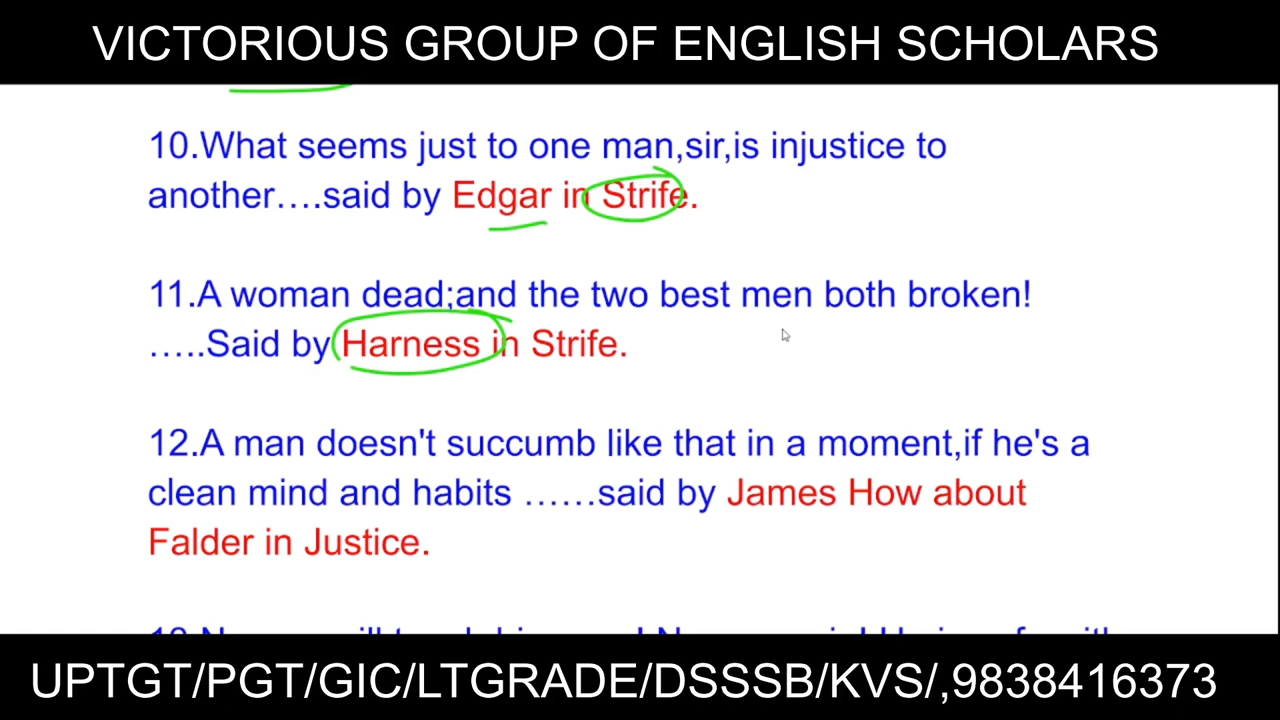 VICTORIOUS GROUP OF ENGLISH SCHOLARS
10.What seems just to one man,sir,is injustice to
another….said by Edgar in Strife.
11.A woman dead;and the two best men both broken!
…..Said by Harness in Strife.
12.A man doesn't succumb like that in a moment,if he's a
clean mind and habits ……said by James How about
Falder in Justice.
UPTGT/PGT/GIC/LTGRADE/DSSSB/KVS/,9838416373